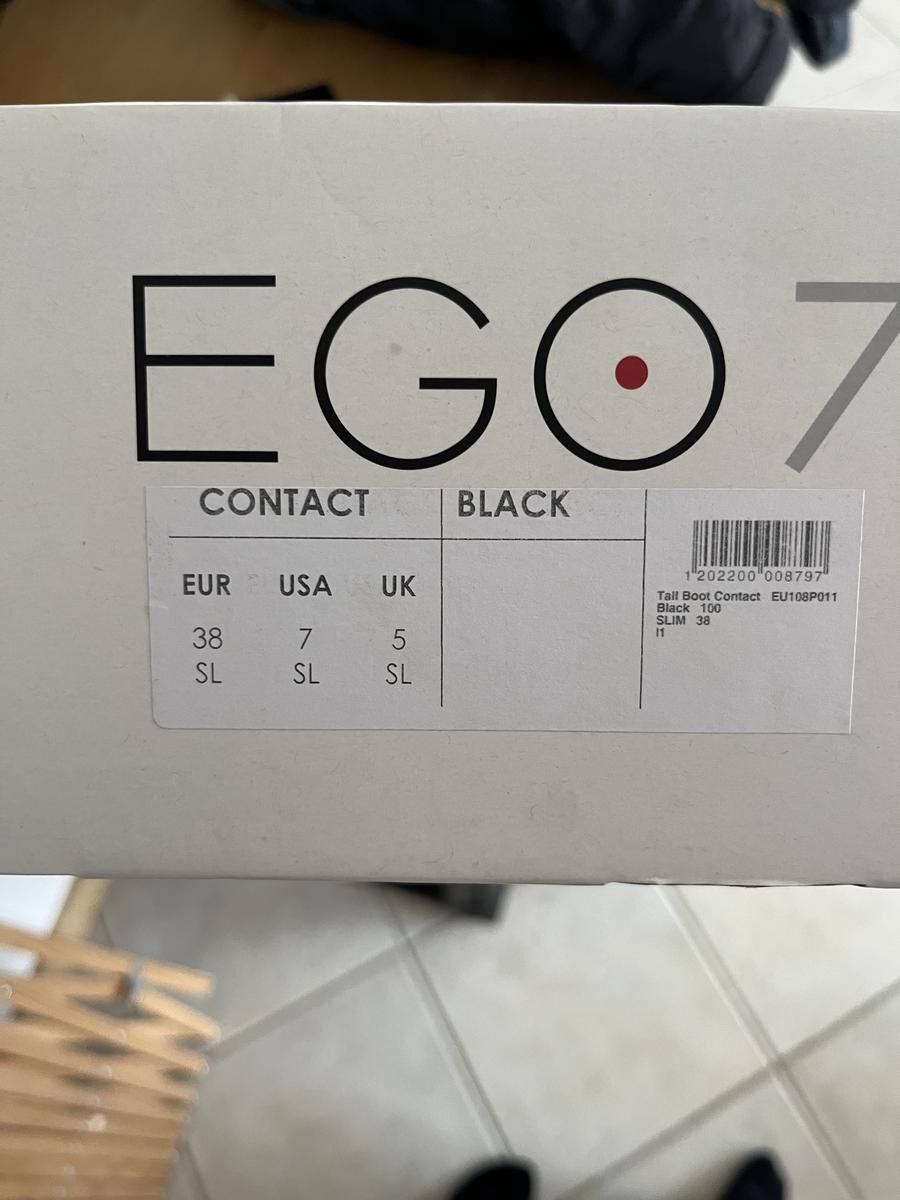 EGO7
CONTACT
BLACK
EUR USA UK
38 7 5
SL SL SL
1 202200 008797
Tall Boot Contact EU108P011
Black 100
SLIM 38
I1